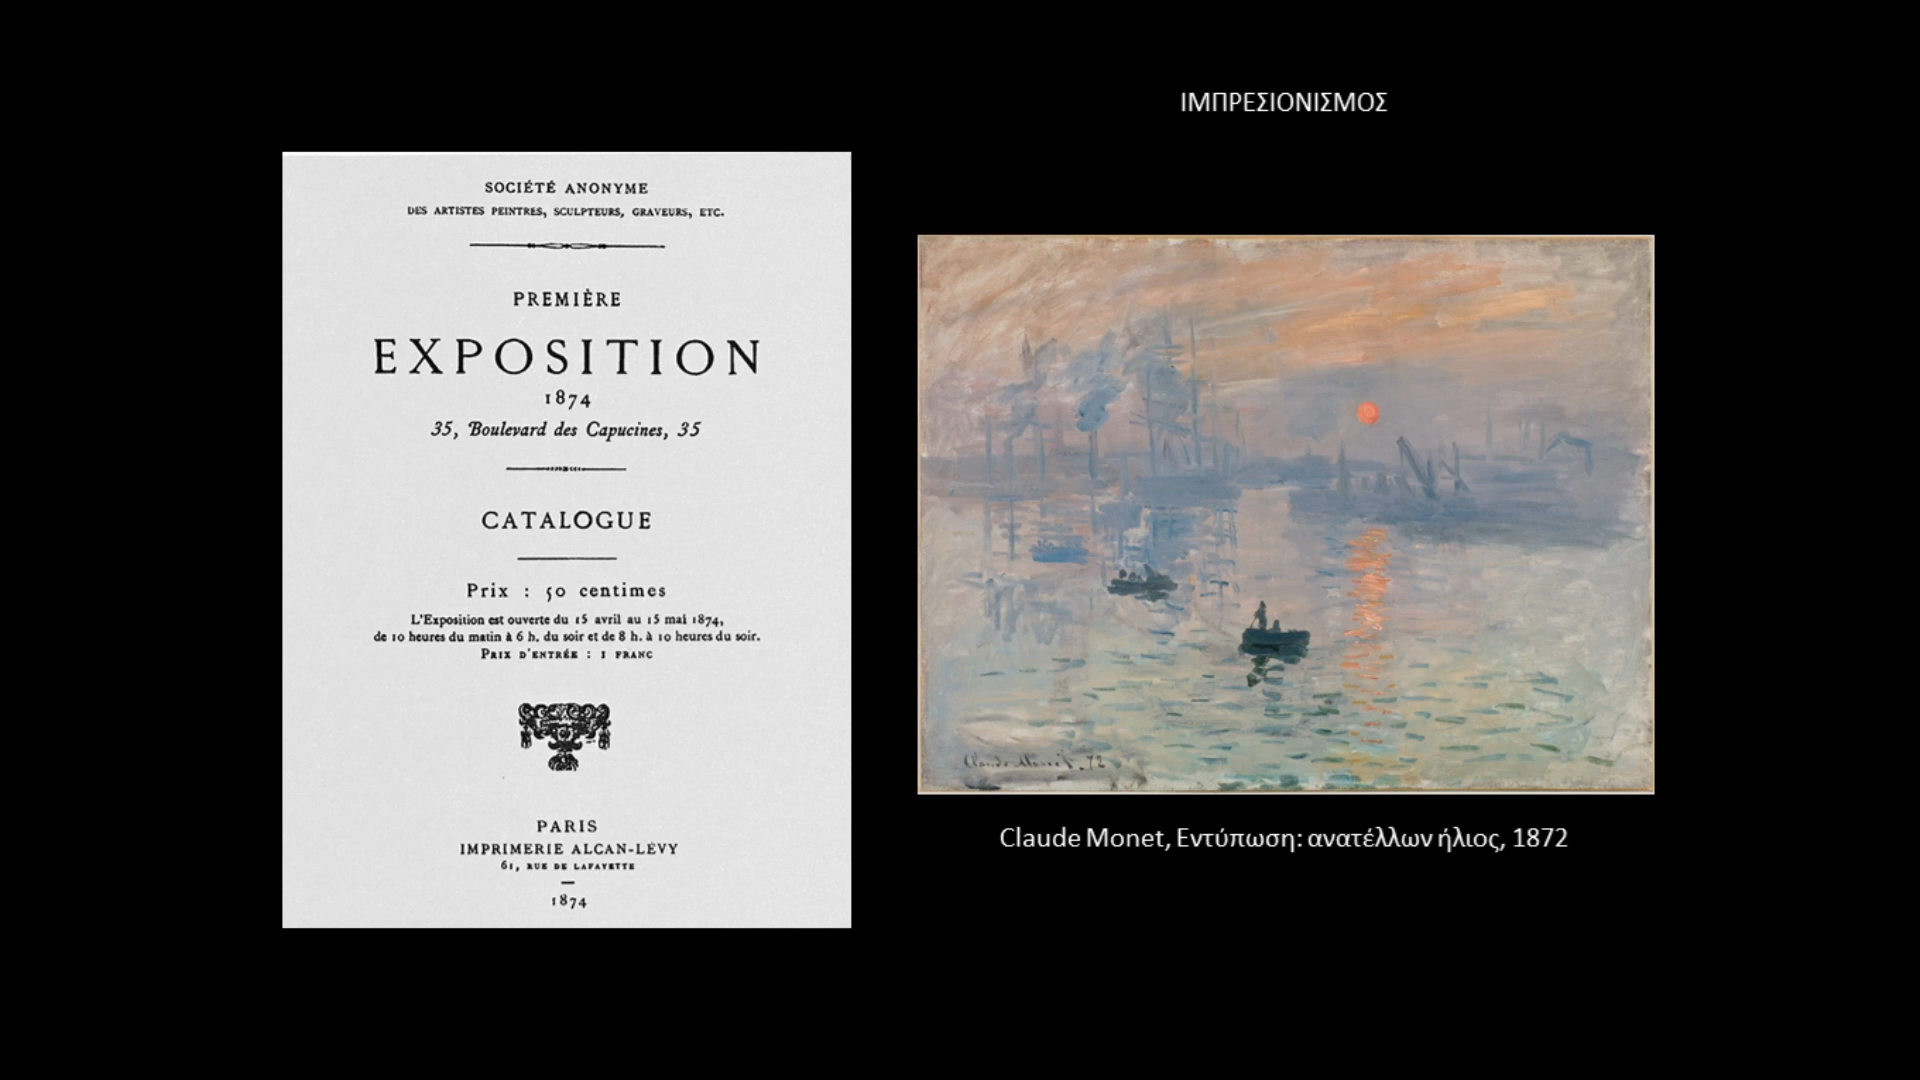 ΙΜΠΡΕΣΙΟΝΙΣΜΟΣ
SOCIÉTÉ ANONYME
DES ARTISTES PEINTRES, SCULPTEURS, GRAVEURS, ETC.
PREMIÈRE
EXPOSITION
1874
35, Boulevard des Capucines, 35
CATALOGUE
Prix : 50 centimes
L'Exposition est ouverte du 15 avril au 15 mai 1874,
de 10 heures du matin à 6 h. du soir et de 8 h. à 10 heures du soir.
PRIX D'ENTRÉE : 1 FRANC
PARIS
IMPRIMERIE ALCAN-LÉVY
61, RUE DE LAFAYETTE
1874
Claude Monet . 72
Claude Monet, Εντύπωση: ανατέλλων ήλιος, 1872